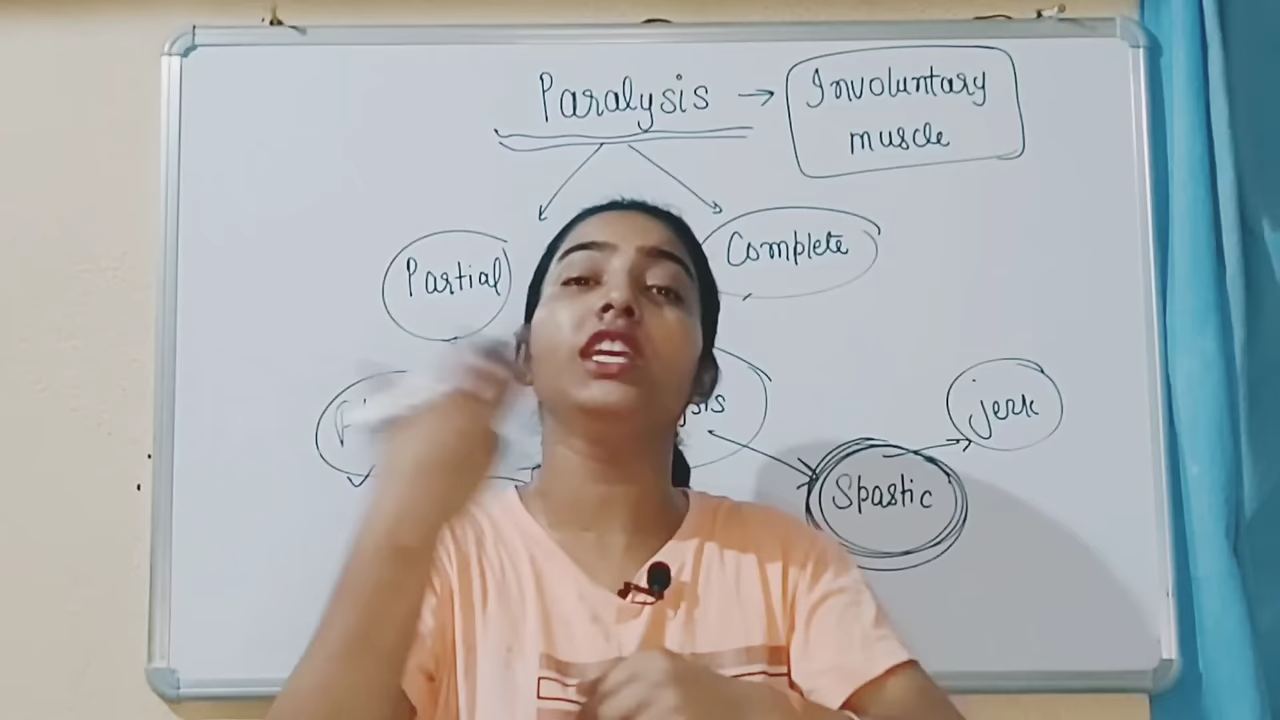 Paralysis → Involuntary
muscle
Partial
Complete
jerk
Spastic